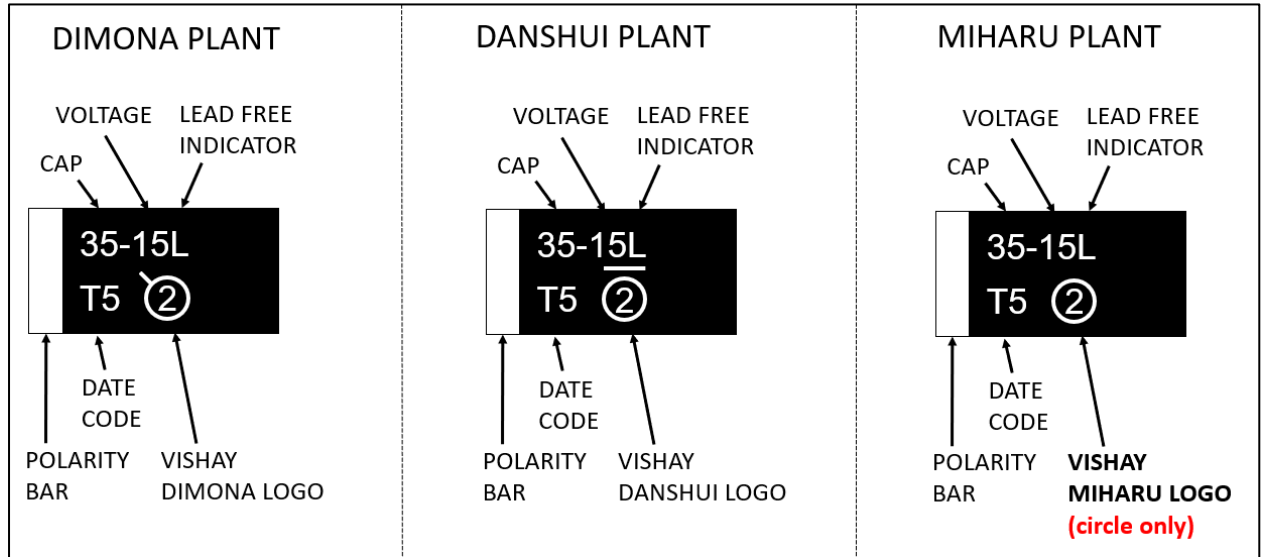 DIMONA PLANT
VOLTAGE
LEAD FREE
INDICATOR
CAP
35-15L
T5 2
DATE
CODE
POLARITY
BAR
VISHAY
DIMONA LOGO
DANSHUI PLANT
VOLTAGE
LEAD FREE
INDICATOR
CAP
35-15L
T5 2
DATE
CODE
POLARITY
BAR
VISHAY
DANSHUI LOGO
MIHARU PLANT
VOLTAGE
LEAD FREE
INDICATOR
CAP
35-15L
T5 2
DATE
CODE
POLARITY
BAR
VISHAY
MIHARU LOGO
(circle only)